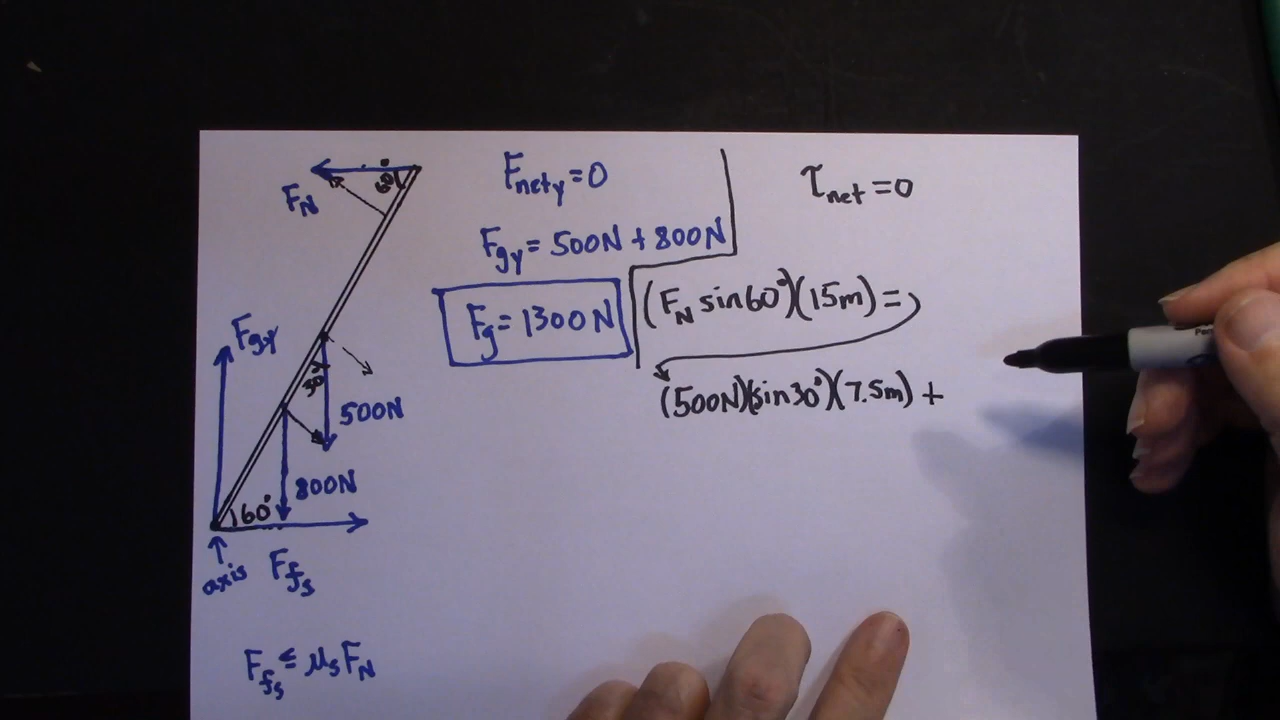 60°
F_N
F_gy
30°
500N
800N
60°
axis
F_fs
F_fs ≤ μ_s F_N
F_net y = 0
F_gy = 500N + 800N
F_g = 1300N
τ_net = 0
(F_N sin60°)(15m) =
(500N)(sin30°)(7.5m) +